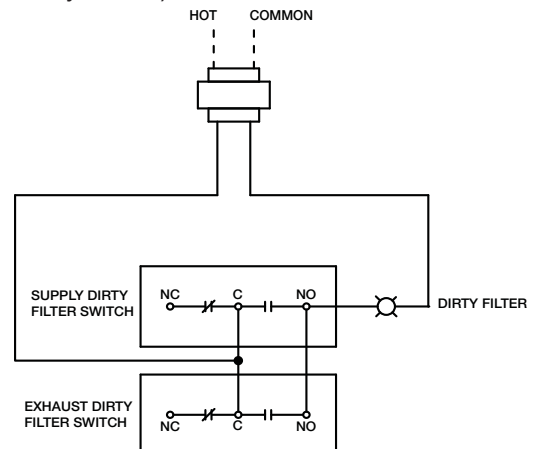 HOT COMMON
NC C NO
SUPPLY DIRTY
FILTER SWITCH
DIRTY FILTER
EXHAUST DIRTY
FILTER SWITCH
NC C NO